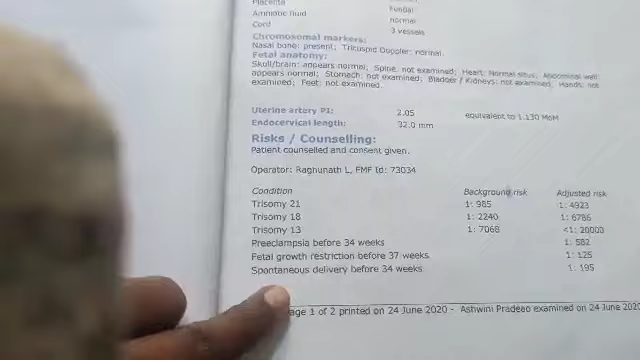 Placenta Fundal
Amniotic fluid normal
Cord 3 vessels
Chromosomal markers:
Nasal bone: present; Tricuspid Doppler: normal.
Fetal anatomy:
Skull/brain: appears normal; Spine: not examined; Heart: Normal situs; Abdominal wall:
appears normal; Stomach: not examined; Bladder / Kidneys: not examined; Hands: not
examined; Feet: not examined.
Uterine artery PI: 2.05 equivalent to 1.130 MoM
Endocervical length: 32.0 mm
Risks / Counselling:
Patient counselled and consent given.
Operator: Raghunath L, FMF Id: 73034
Condition Background risk Adjusted risk
Trisomy 21 1: 985 1: 4923
Trisomy 18 1: 2240 1: 6786
Trisomy 13 1: 7068 <1: 20000
Preeclampsia before 34 weeks 1: 582
Fetal growth restriction before 37 weeks 1: 125
Spontaneous delivery before 34 weeks 1: 195
age 1 of 2 printed on 24 June 2020 - Ashwini Pradeep examined on 24 June 2020